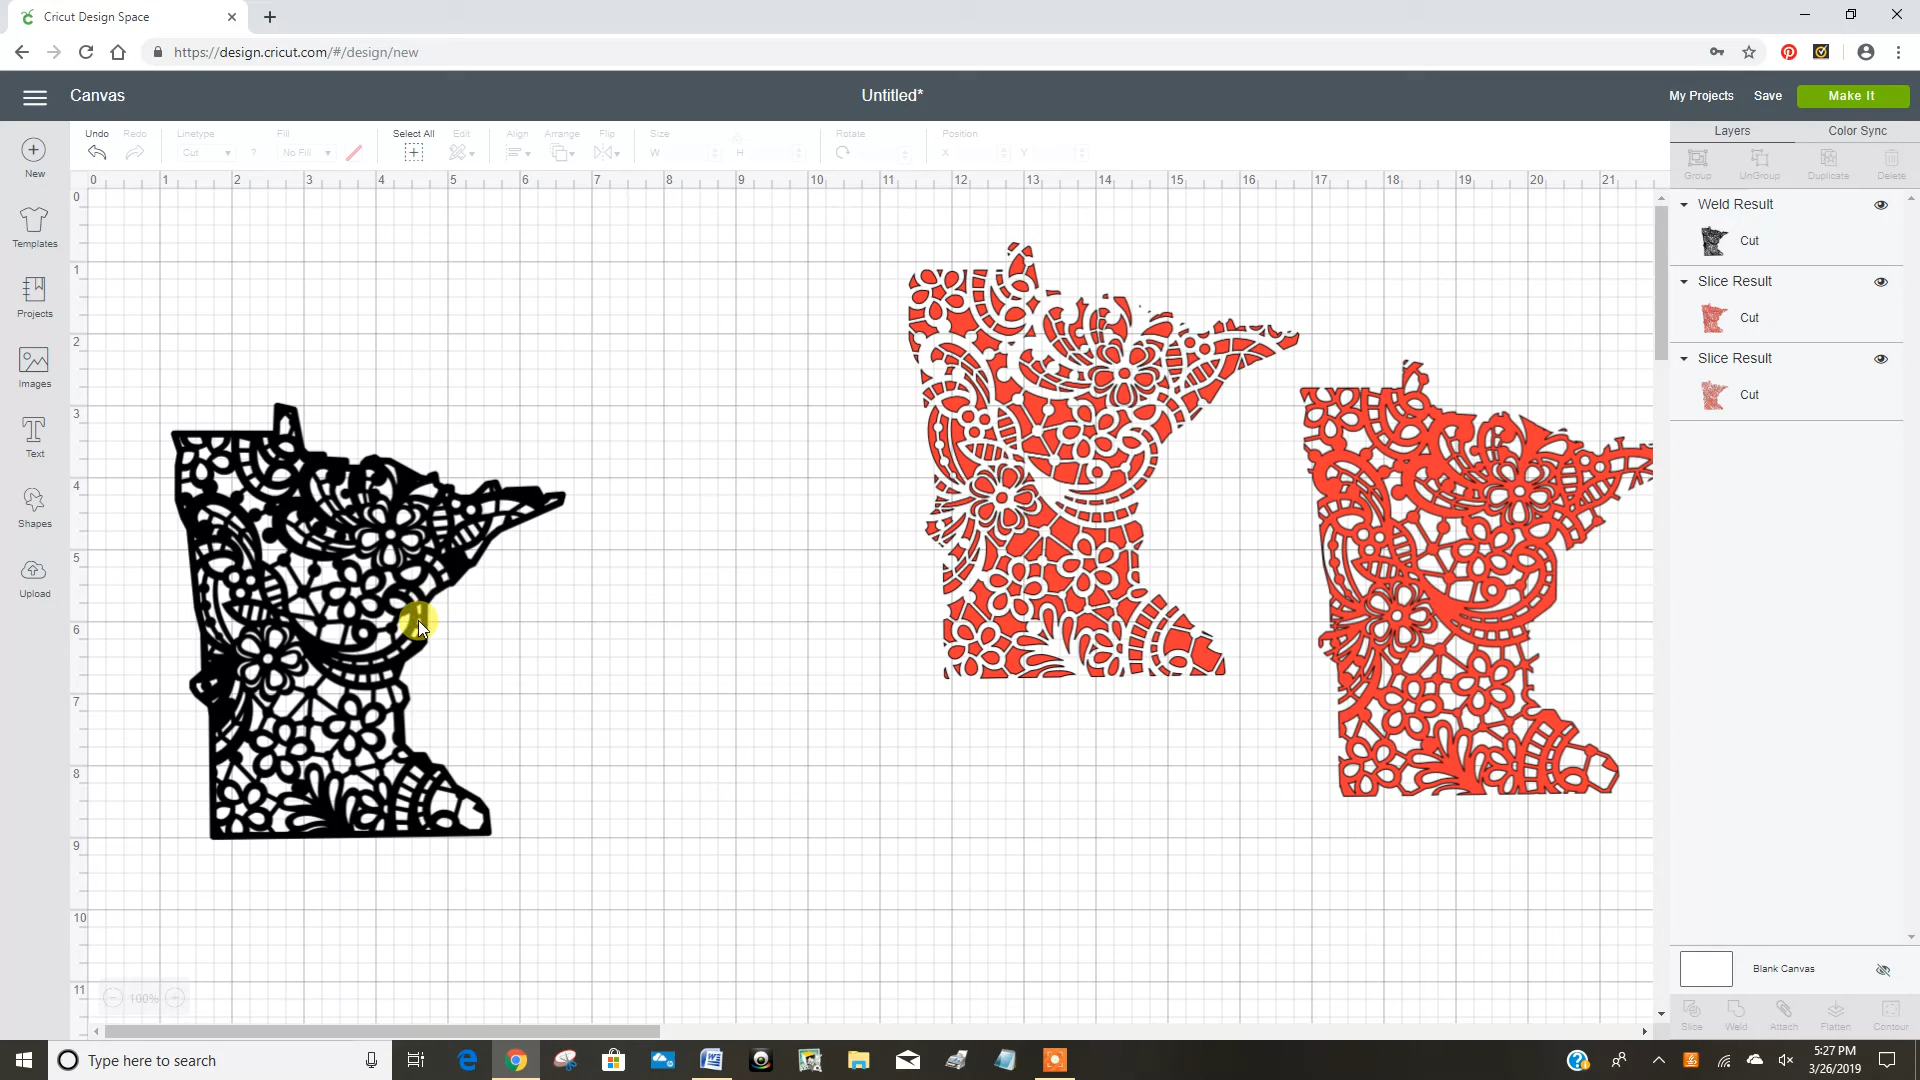 Cricut Design Space
https://design.cricut.com/#/design/new
Canvas
Untitled*
My Projects
Save
Make It
New
Templates
Projects
Images
Text
Shapes
Upload
Undo
Redo
Linetype
Cut
?
Fill
No Fill
Select All
Edit
Align
Arrange
Flip
Size
W
H
Rotate
Position
X
Y
0 1 2 3 4 5 6 7 8 9 10 11 12 13 14 15 16 17 18 19 20 21
0
1
2
3
4
5
6
7
8
9
10
11
100%
Layers
Color Sync
Group
UnGroup
Duplicate
Delete
Weld Result
Cut
Slice Result
Cut
Slice Result
Cut
Blank Canvas
Slice
Weld
Attach
Flatten
Contour
Type here to search
5:27 PM
3/26/2019